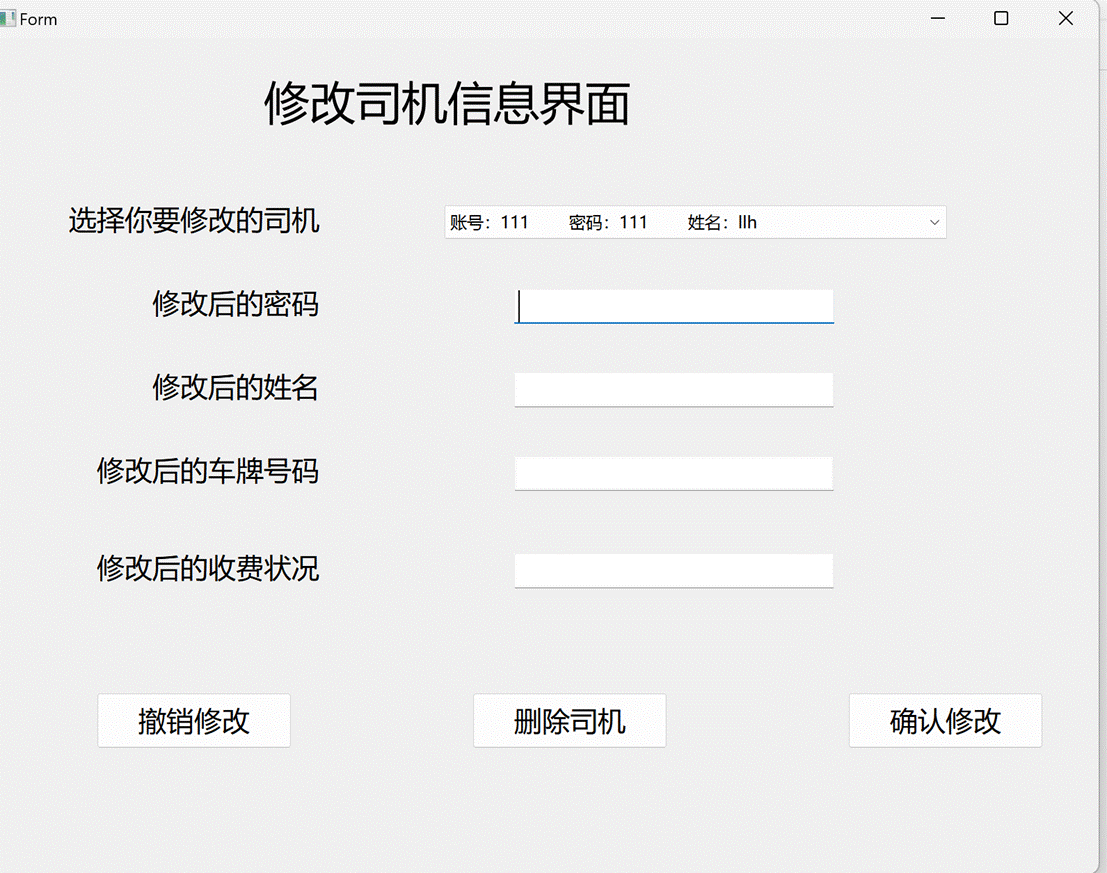 Form
修改司机信息界面
选择你要修改的司机
账号：111 密码：111 姓名：llh
修改后的密码
修改后的姓名
修改后的车牌号码
修改后的收费状况
撤销修改 删除司机 确认修改